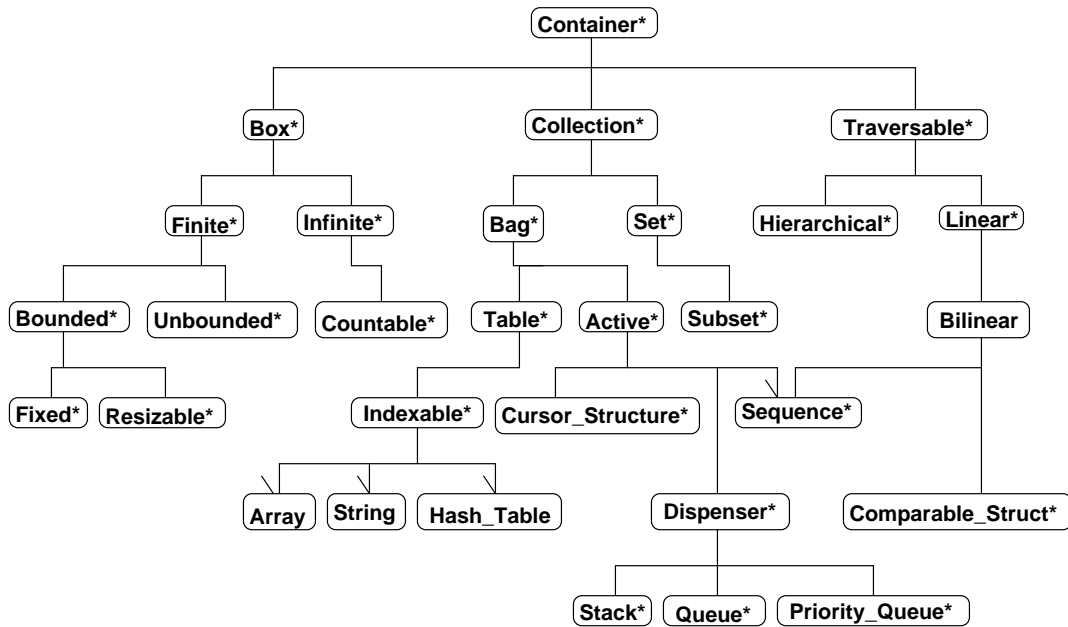 Container*
Box*
Collection*
Traversable*
Finite*
Infinite*
Bag*
Set*
Hierarchical*
Linear*
Bounded*
Unbounded*
Countable*
Table*
Active*
Subset*
Bilinear
Fixed*
Resizable*
Indexable*
Cursor_Structure*
Sequence*
Array
String
Hash_Table
Dispenser*
Comparable_Struct*
Stack*
Queue*
Priority_Queue*